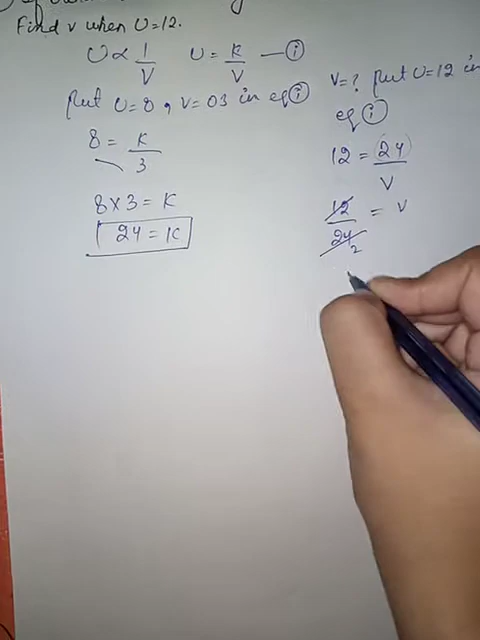 Find v when U=12.
U ∝ 1/V U = K/V — (i)
Put U=8, V=03 in eq (i)
8 = K/3
8 × 3 = K
24 = K
V=? Put U=12 in
eq (i)
12 = 24/V
12/24 = V
2